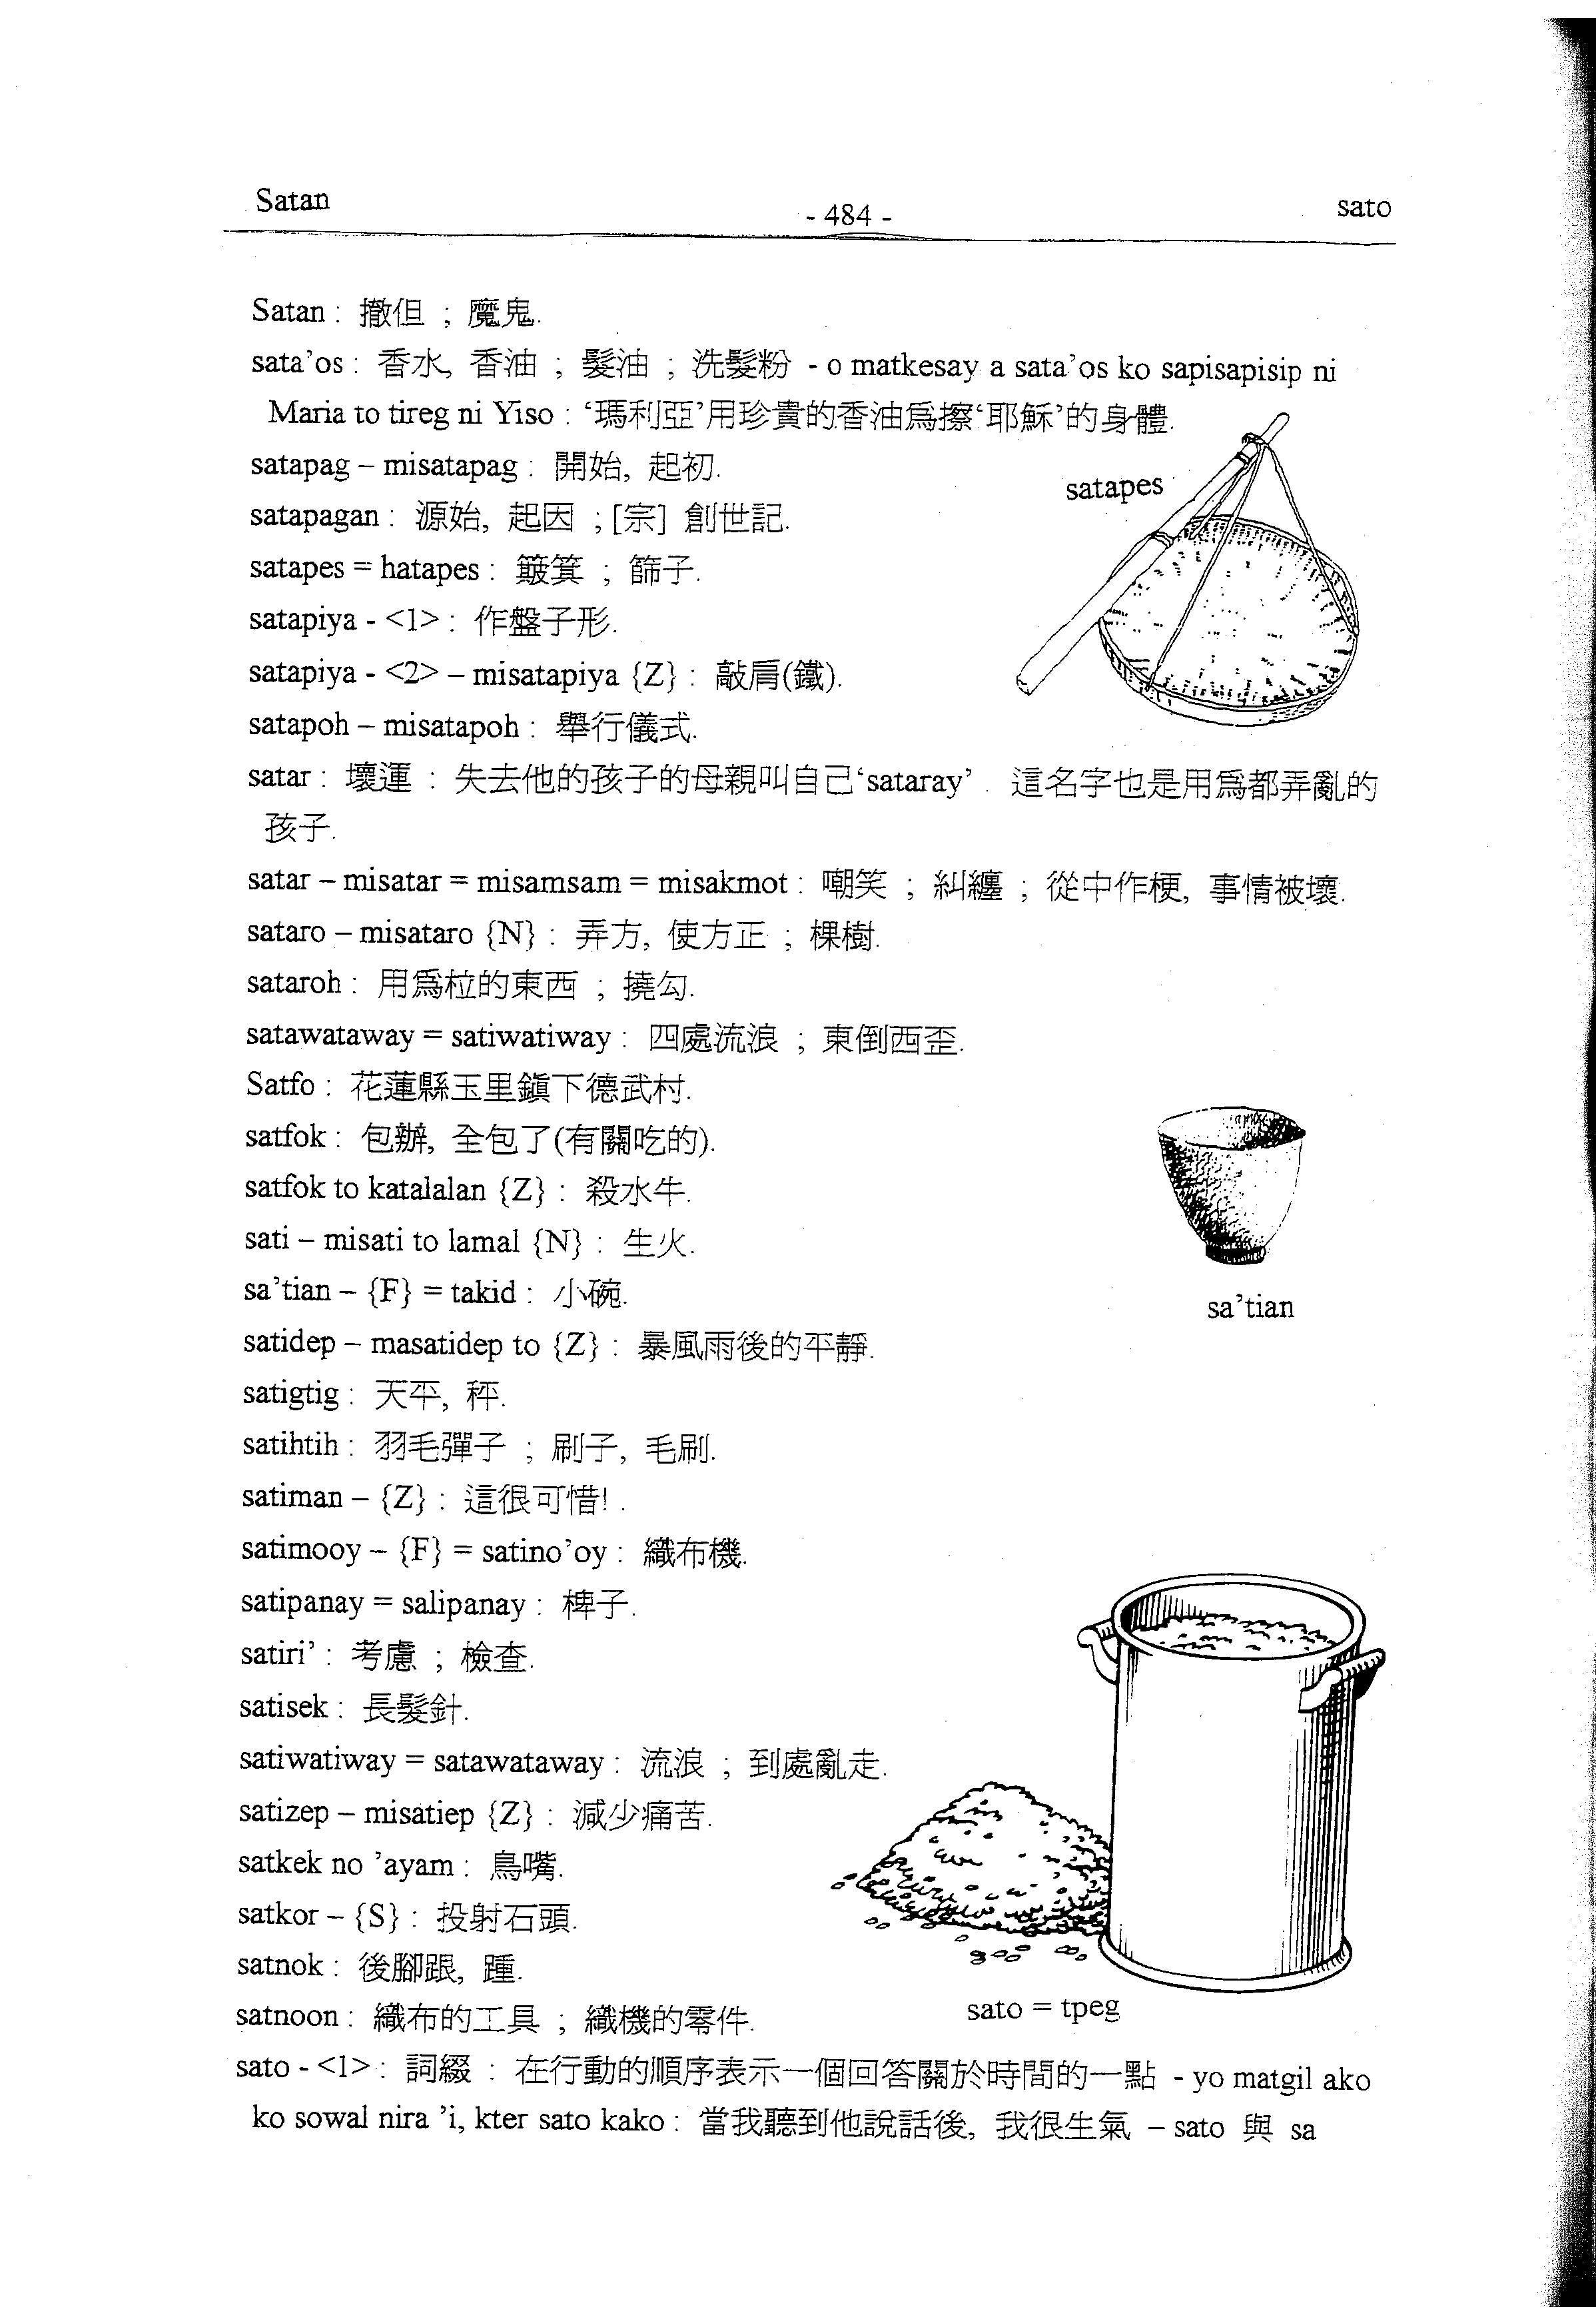 Satan
- 484 -
sato
Satan : 撒但 ; 魔鬼.
sata’os : 香水, 香油 ; 髮油 ; 洗髮粉 - o matkesay a sata’os ko sapisapisip ni
Maria to tireg ni Yiso : ‘瑪利亞’用珍貴的香油爲擦‘耶穌’的身體.
satapag – misatapag : 開始, 起初.
satapes
satapagan : 源始, 起因 ; [宗] 創世記.
satapes = hatapes : 簸箕 ; 篩子.
satapiya - <1> : 作盤子形.
satapiya - <2> – misatapiya {Z} : 敲肩(鐵).
satapoh – misatapoh : 舉行儀式.
satar : 壞運 : 失去他的孩子的母親叫自己‘sataray’ . 這名字也是用爲都弄亂的
孩子.
satar – misatar = misamsam = misakmot : 嘲笑 ; 糾纏 ; 從中作梗, 事情被壞.
sataro – misataro {N} : 弄方, 使方正 ; 棵樹.
sataroh : 用爲柆的東西 ; 撓勾.
satawataway = satiwatiway : 四處流浪 ; 東倒西歪.
Satfo : 花蓮縣玉里鎭下德武村.
satfok : 包辦, 全包了(有關吃的).
satfok to katalalan {Z} : 殺水牛.
sati – misati to lamal {N} : 生火.
sa’tian – {F} = takid : 小碗.
sa’tian
satidep – masatidep to {Z} : 暴風雨後的平靜.
satigtig : 天平, 秤.
satihtih : 羽毛彈子 ; 刷子, 毛刷.
satiman – {Z} : 這很可惜! .
satimooy – {F} = satino’oy : 織布機.
satipanay = salipanay : 稗子.
satiri’ : 考慮 ; 檢查.
satisek : 長髮針.
satiwatiway = satawataway : 流浪 ; 到處亂走.
satizep – misatiep {Z} : 減少痛苦.
satkek no ’ayam : 鳥嘴.
satkor – {S} : 投射石頭.
satnok : 後腳跟, 踵.
satnoon : 織布的工具 ; 織機的零件.
sato = tpeg
sato - <1> : 詞綴 : 在行動的順序表示一個回答關於時間的一點 - yo matgil ako
ko sowal nira ’i, kter sato kako : 當我聽到他說話後, 我很生氣 – sato 與 sa